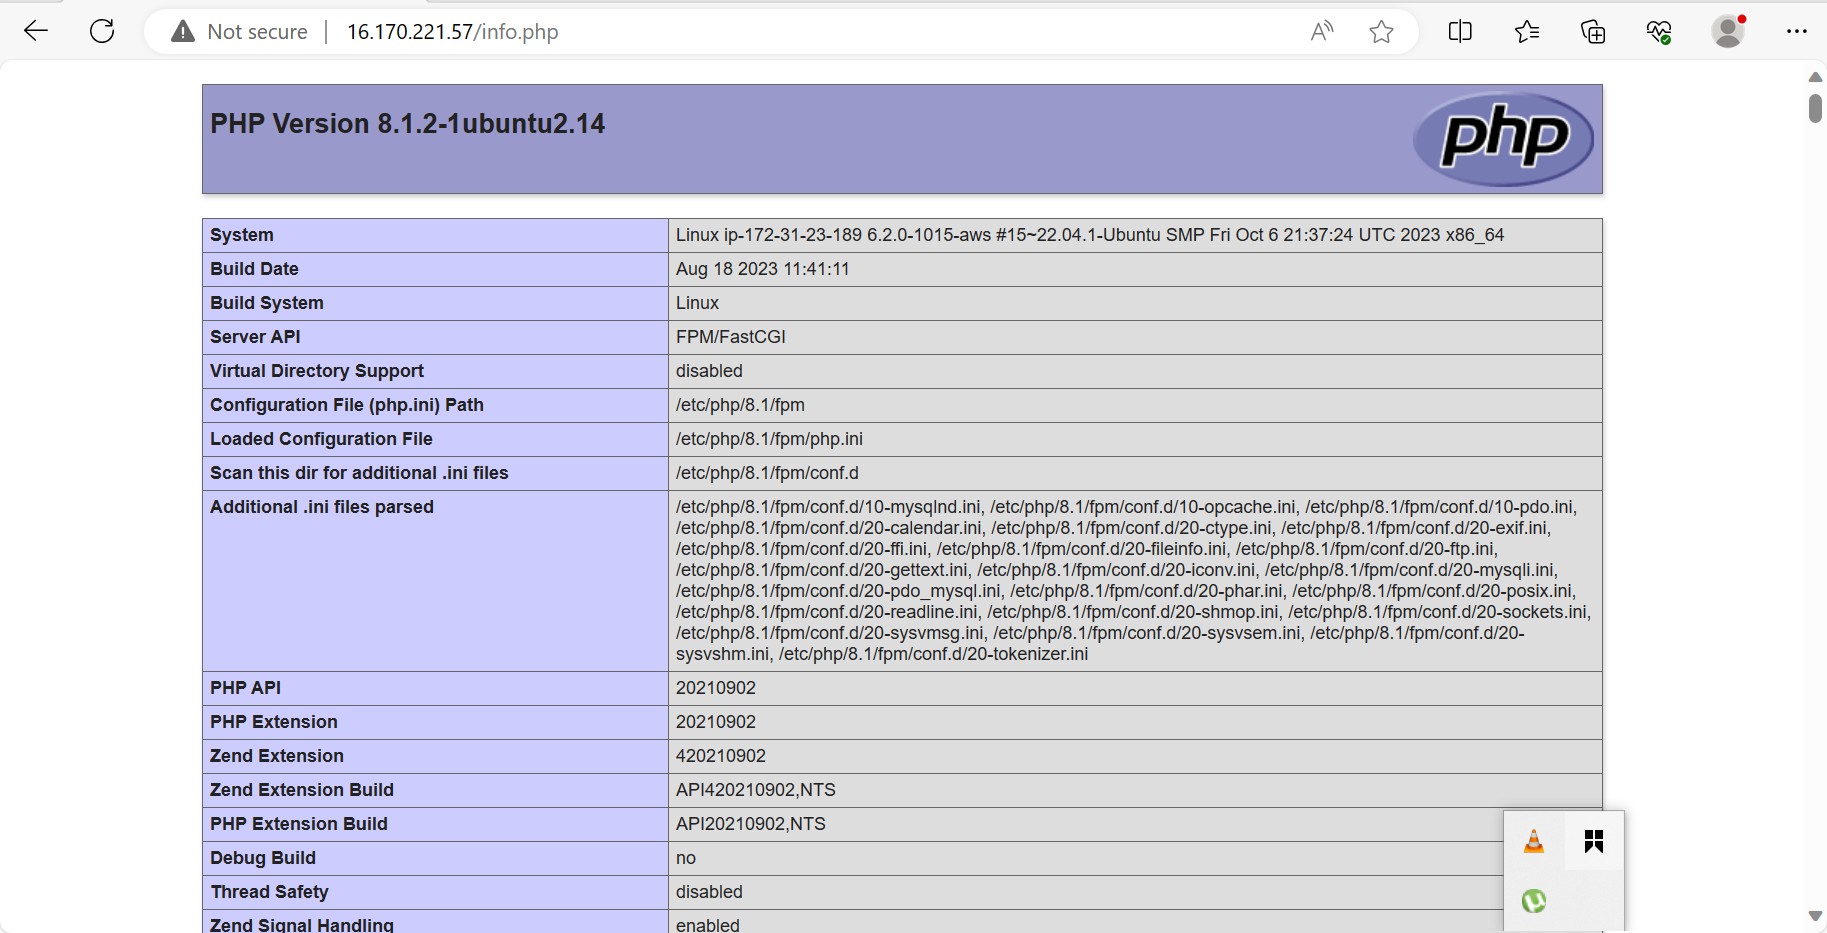 Not secure | 16.170.221.57/info.php
PHP Version 8.1.2-1ubuntu2.14
php
System Linux ip-172-31-23-189 6.2.0-1015-aws #15~22.04.1-Ubuntu SMP Fri Oct 6 21:37:24 UTC 2023 x86_64
Build Date Aug 18 2023 11:41:11
Build System Linux
Server API FPM/FastCGI
Virtual Directory Support disabled
Configuration File (php.ini) Path /etc/php/8.1/fpm
Loaded Configuration File /etc/php/8.1/fpm/php.ini
Scan this dir for additional .ini files /etc/php/8.1/fpm/conf.d
Additional .ini files parsed /etc/php/8.1/fpm/conf.d/10-mysqlnd.ini, /etc/php/8.1/fpm/conf.d/10-opcache.ini, /etc/php/8.1/fpm/conf.d/10-pdo.ini,
/etc/php/8.1/fpm/conf.d/20-calendar.ini, /etc/php/8.1/fpm/conf.d/20-ctype.ini, /etc/php/8.1/fpm/conf.d/20-exif.ini,
/etc/php/8.1/fpm/conf.d/20-ffi.ini, /etc/php/8.1/fpm/conf.d/20-fileinfo.ini, /etc/php/8.1/fpm/conf.d/20-ftp.ini,
/etc/php/8.1/fpm/conf.d/20-gettext.ini, /etc/php/8.1/fpm/conf.d/20-iconv.ini, /etc/php/8.1/fpm/conf.d/20-mysqli.ini,
/etc/php/8.1/fpm/conf.d/20-pdo_mysql.ini, /etc/php/8.1/fpm/conf.d/20-phar.ini, /etc/php/8.1/fpm/conf.d/20-posix.ini,
/etc/php/8.1/fpm/conf.d/20-readline.ini, /etc/php/8.1/fpm/conf.d/20-shmop.ini, /etc/php/8.1/fpm/conf.d/20-sockets.ini,
/etc/php/8.1/fpm/conf.d/20-sysvmsg.ini, /etc/php/8.1/fpm/conf.d/20-sysvsem.ini, /etc/php/8.1/fpm/conf.d/20-
sysvshm.ini, /etc/php/8.1/fpm/conf.d/20-tokenizer.ini
PHP API 20210902
PHP Extension 20210902
Zend Extension 420210902
Zend Extension Build API420210902,NTS
PHP Extension Build API20210902,NTS
Debug Build no
Thread Safety disabled
Zend Signal Handling enabled